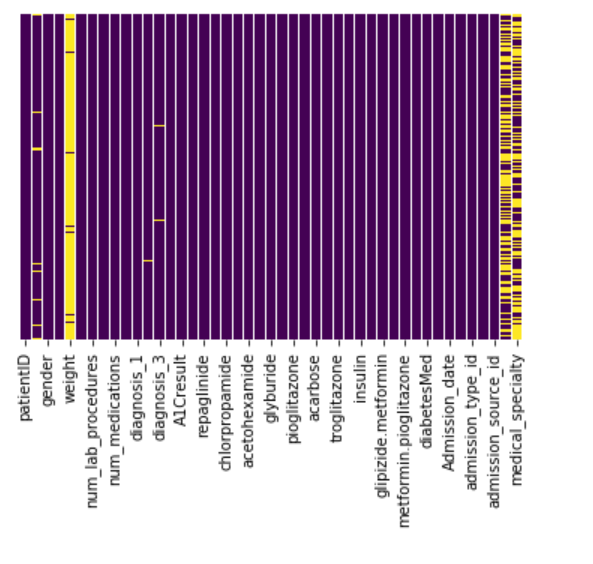 patientID
gender
weight
num_lab_procedures
num_medications
diagnosis_1
diagnosis_3
A1Cresult
repaglinide
chlorpropamide
acetohexamide
glyburide
pioglitazone
acarbose
troglitazone
insulin
glipizide.metformin
metformin.pioglitazone
diabetesMed
Admission_date
admission_type_id
admission_source_id
medical_specialty